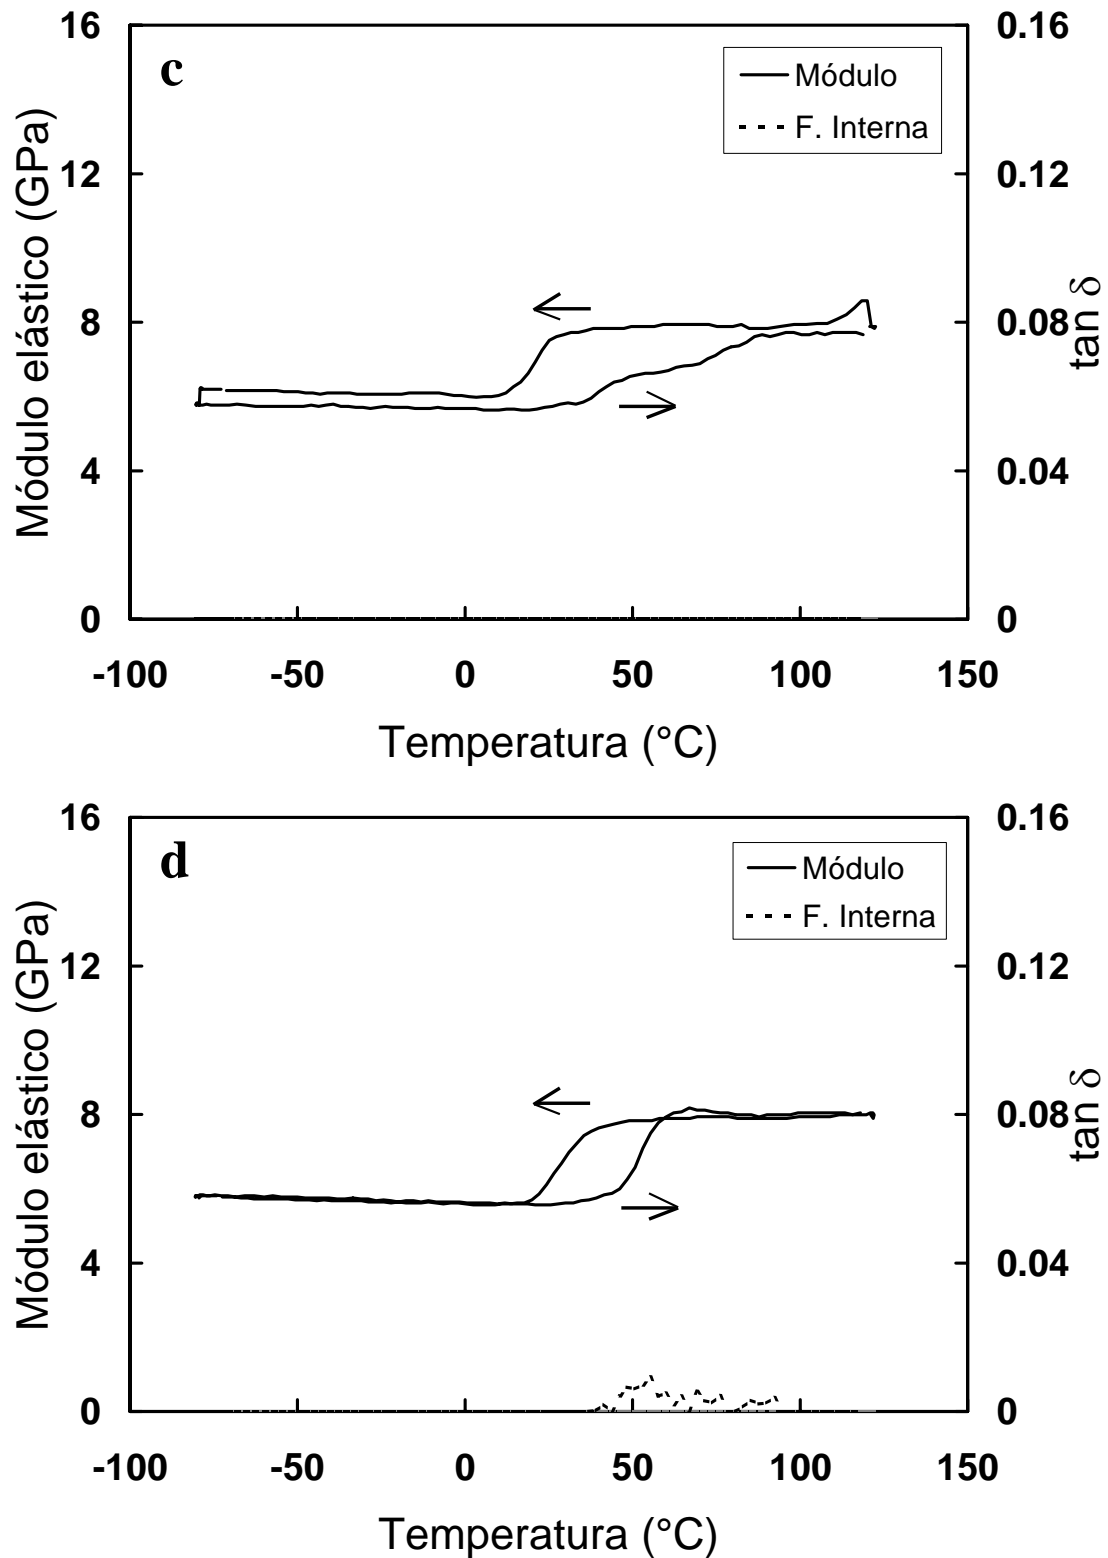 c
Módulo
F. Interna
16
12
8
4
0
Módulo elástico (GPa)
0.16
0.12
0.08
0.04
0
tan δ
-100 -50 0 50 100 150
Temperatura (°C)
d
Módulo
F. Interna
16
12
8
4
0
Módulo elástico (GPa)
0.16
0.12
0.08
0.04
0
tan δ
-100 -50 0 50 100 150
Temperatura (°C)